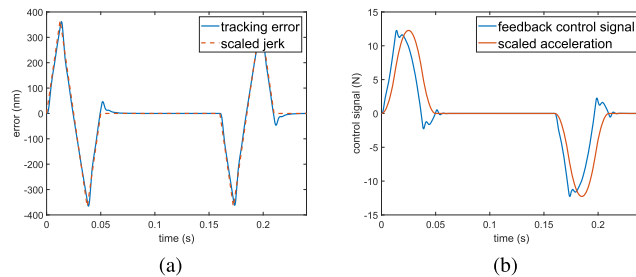 400
300
200
100
0
-100
-200
-300
-400
error (nm)
0
0.05
0.1
0.15
0.2
time (s)
tracking error
scaled jerk
(a)
15
10
5
0
-5
-10
-15
control signal (N)
0
0.05
0.1
0.15
0.2
time (s)
feedback control signal
scaled acceleration
(b)